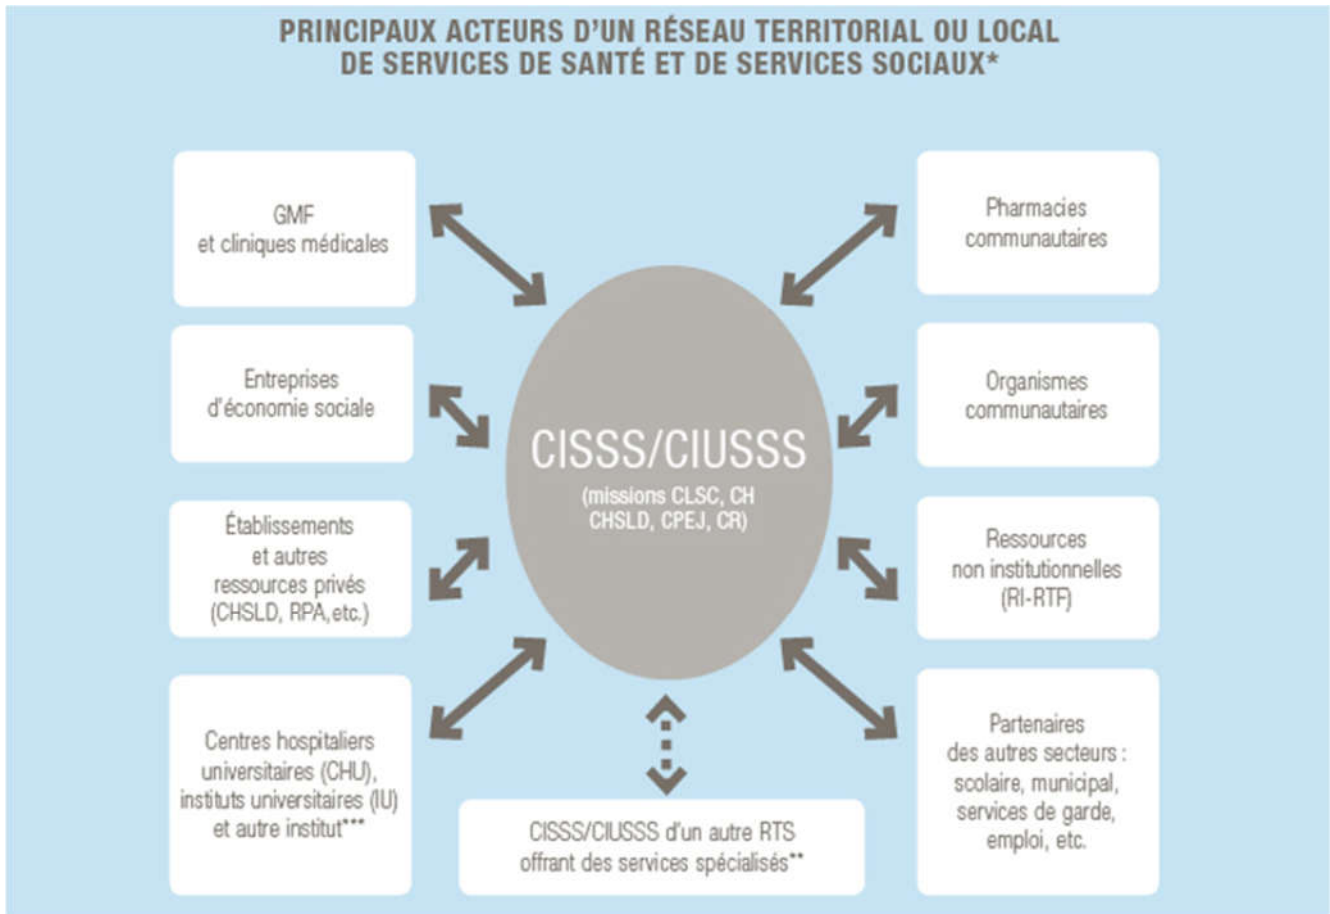 PRINCIPAUX ACTEURS D'UN RÉSEAU TERRITORIAL OU LOCAL
DE SERVICES DE SANTÉ ET DE SERVICES SOCIAUX*
GMF
et cliniques médicales
Entreprises
d'économie sociale
Établissements
et autres
ressources privés
(CHSLD, RPA, etc.)
Centres hospitaliers
universitaires (CHU),
instituts universitaires (IU)
et autre institut***
CISSS/CIUSSS
(missions CLSC, CH
CHSLD, CPEJ, CR)
CISSS/CIUSSS d'un autre RTS
offrant des services spécialisés**
Pharmacies
communautaires
Organismes
communautaires
Ressources
non institutionnelles
(RI-RTF)
Partenaires
des autres secteurs :
scolaire, municipal,
services de garde,
emploi, etc.